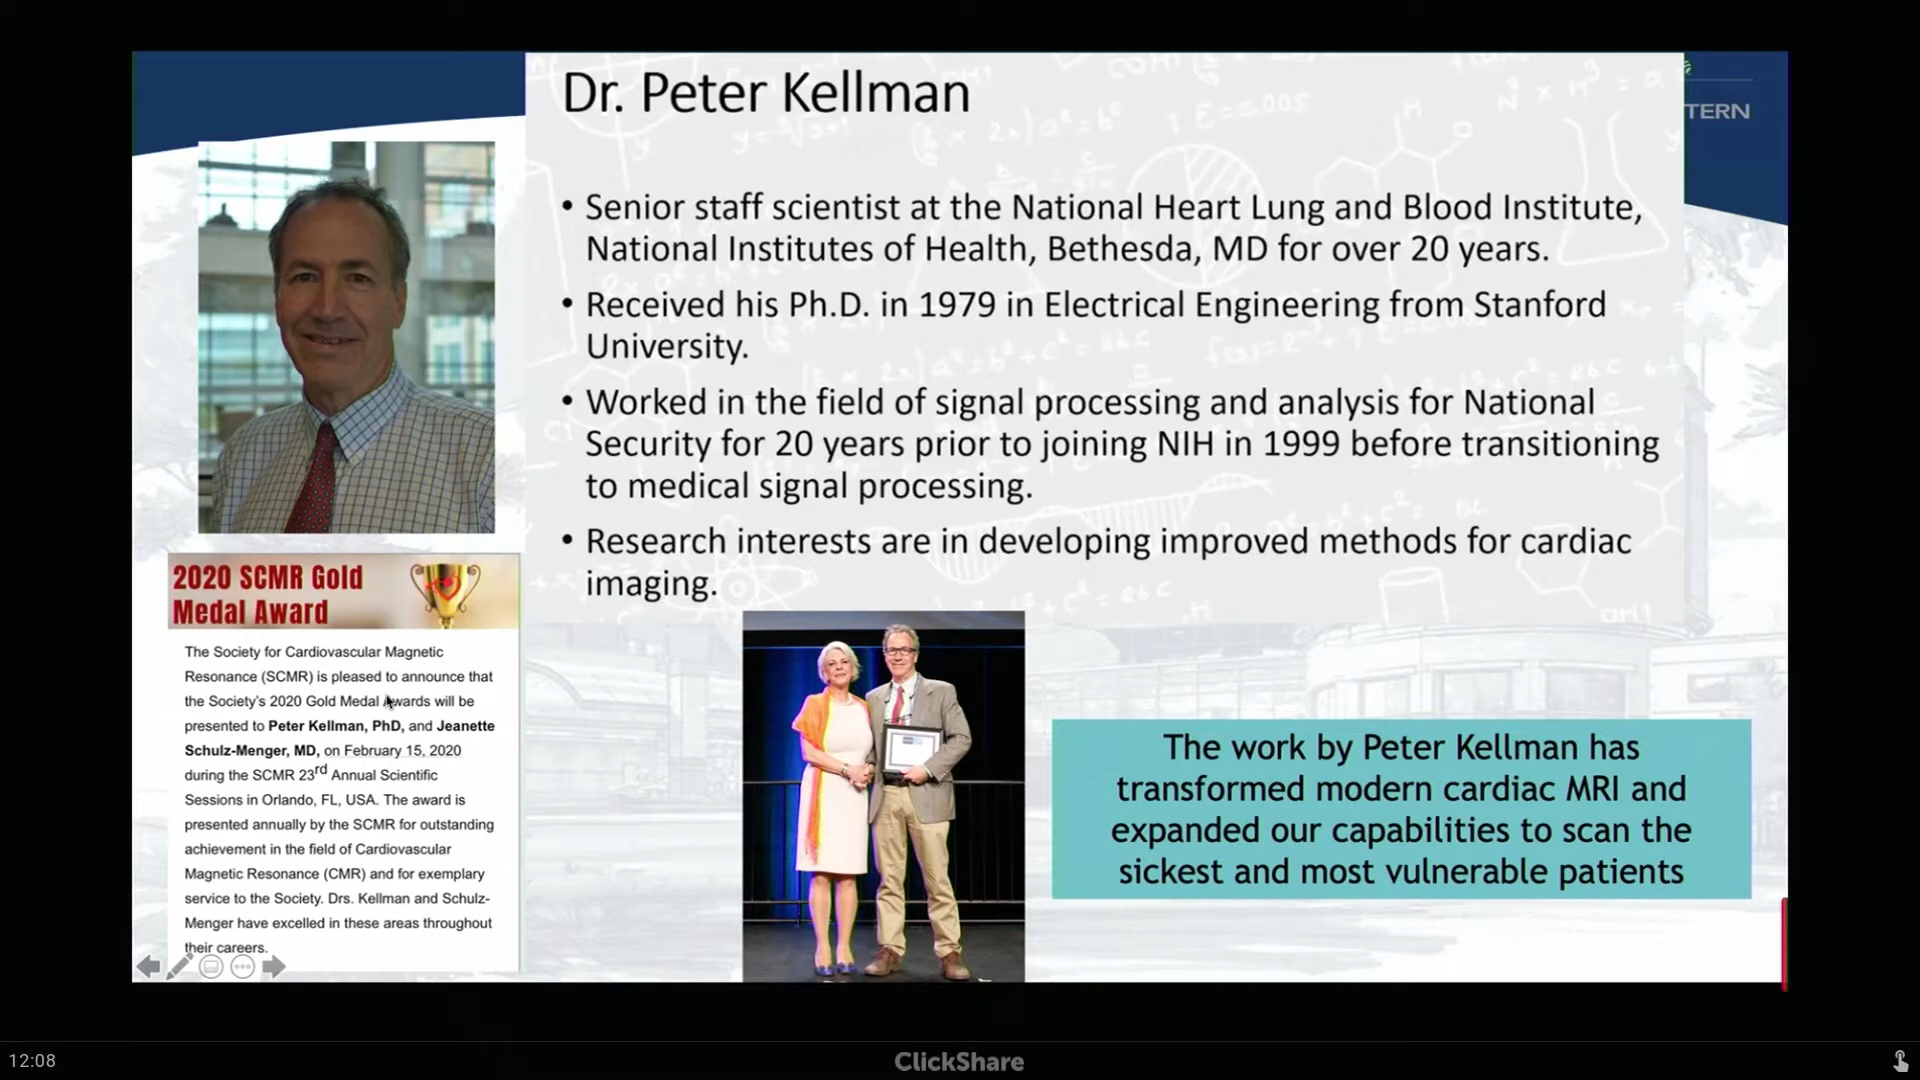 Dr. Peter Kellman
TERN
• Senior staff scientist at the National Heart Lung and Blood Institute,
National Institutes of Health, Bethesda, MD for over 20 years.
• Received his Ph.D. in 1979 in Electrical Engineering from Stanford
University.
• Worked in the field of signal processing and analysis for National
Security for 20 years prior to joining NIH in 1999 before transitioning
to medical signal processing.
• Research interests are in developing improved methods for cardiac
imaging.
2020 SCMR Gold
Medal Award
The Society for Cardiovascular Magnetic
Resonance (SCMR) is pleased to announce that
the Society's 2020 Gold Medal Awards will be
presented to Peter Kellman, PhD, and Jeanette
Schulz-Menger, MD, on February 15, 2020
during the SCMR 23rd Annual Scientific
Sessions in Orlando, FL, USA. The award is
presented annually by the SCMR for outstanding
achievement in the field of Cardiovascular
Magnetic Resonance (CMR) and for exemplary
service to the Society. Drs. Kellman and Schulz-
Menger have excelled in these areas throughout
their careers.
The work by Peter Kellman has
transformed modern cardiac MRI and
expanded our capabilities to scan the
sickest and most vulnerable patients
12:08
ClickShare